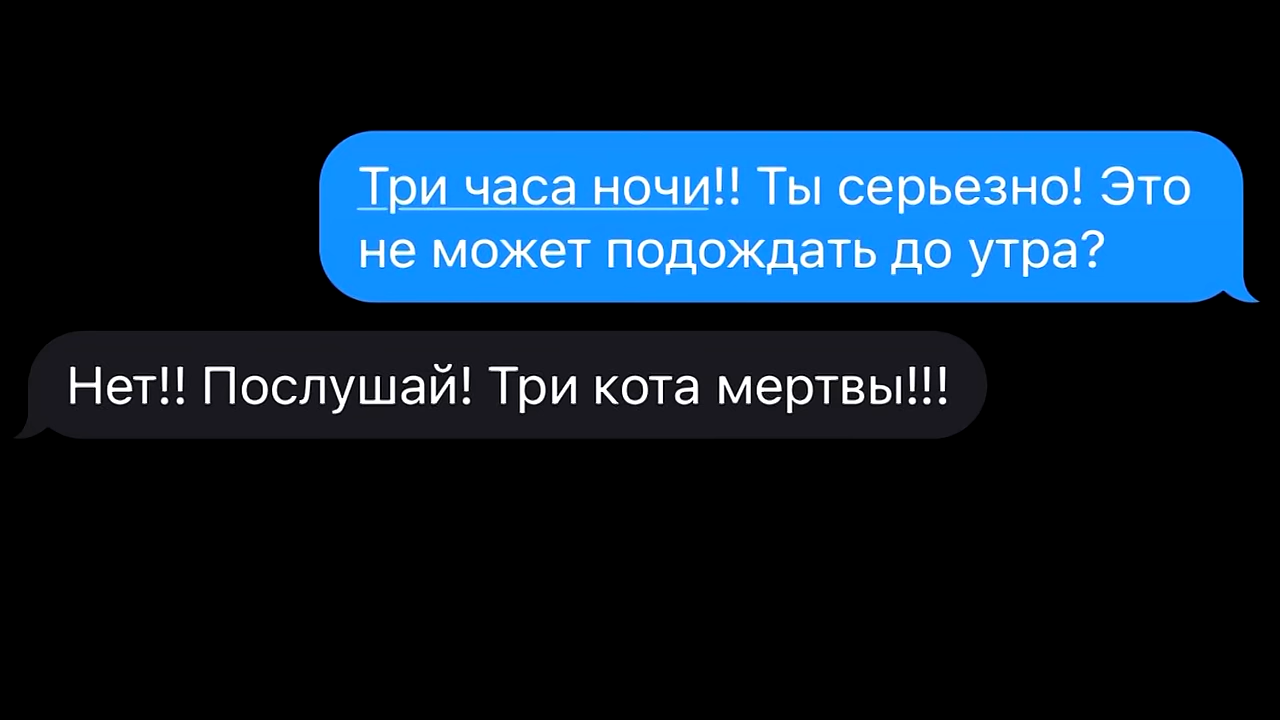 Три часа ночи!! Ты серьезно! Это
не может подождать до утра?
Нет!! Послушай! Три кота мертвы!!!